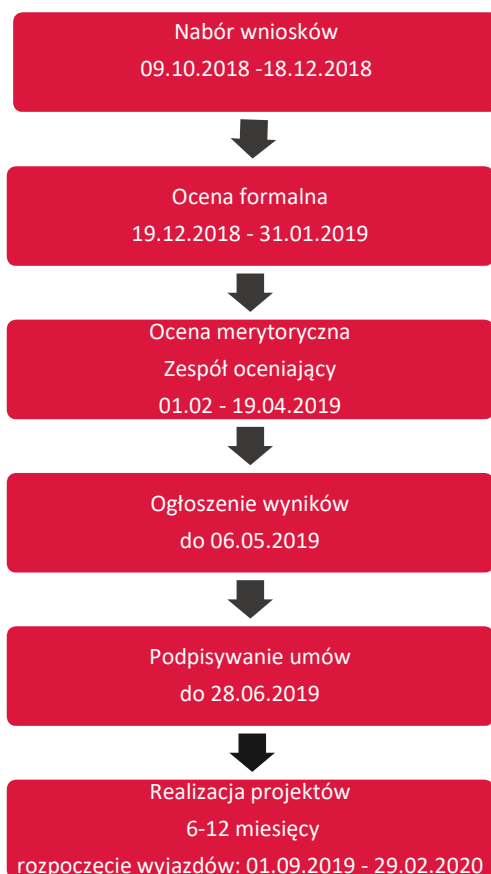 Nabór wniosków
09.10.2018 -18.12.2018
Ocena formalna
19.12.2018 - 31.01.2019
Ocena merytoryczna
Zespół oceniający
01.02 - 19.04.2019
Ogłoszenie wyników
do 06.05.2019
Podpisywanie umów
do 28.06.2019
Realizacja projektów
6-12 miesięcy
rozpoczęcie wyjazdów: 01.09.2019 - 29.02.2020